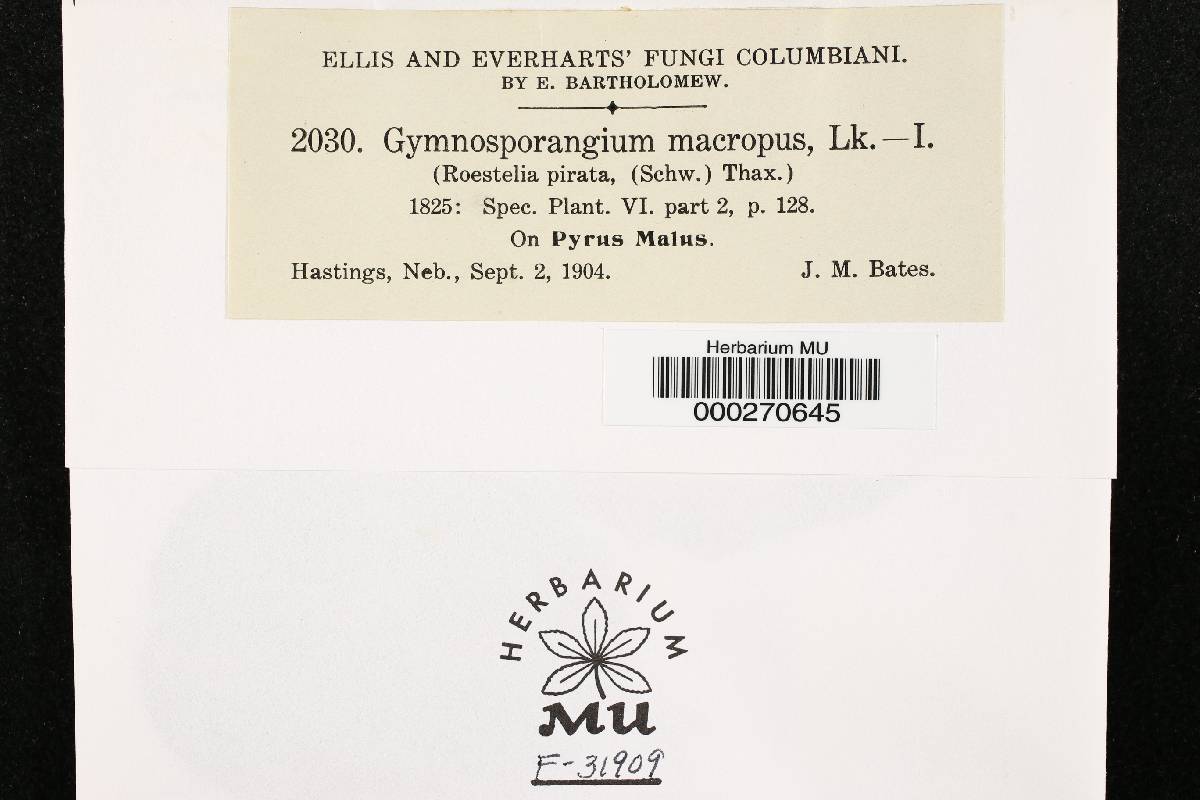 ELLIS AND EVERHARTS' FUNGI COLUMBIANI.
BY E. BARTHOLOMEW.
2030. Gymnosporangium macropus, Lk.—I.
(Roestelia pirata, (Schw.) Thax.)
1825: Spec. Plant. VI. part 2, p. 128.
On Pyrus Malus.
Hastings, Neb., Sept. 2, 1904. J. M. Bates.
Herbarium MU
000270645
HERBARIUM
MU
F-31909